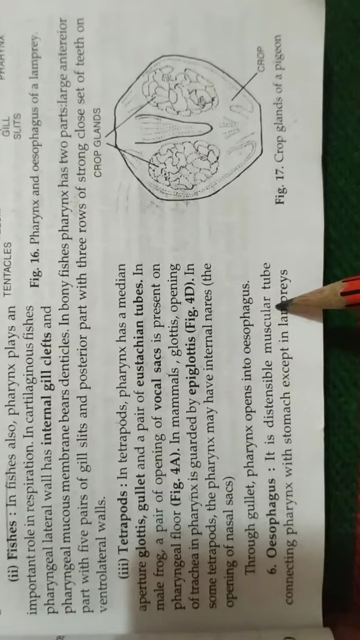 PHARYNX
GILL
SLITS
TENTACLES
Fig. 16. Pharynx and oesophagus of a lamprey.
(ii) Fishes : In fishes also, pharynx plays an
important role in respiration. In cartilaginous fishes
pharyngeal lateral wall has internal gill clefts and
pharyngeal mucous membrane bears denticles. In bony fishes pharynx has two parts:large antereior
part with five pairs of gill slits and posterior part with three rows of strong close set of teeth on
ventrolateral walls.
CROP GLANDS
CROP
Fig. 17. Crop glands of a pigeon
(iii) Tetrapods : In tetrapods, pharynx has a median
aperture glottis, gullet and a pair of eustachian tubes. In
male frog, a pair of opening of vocal sacs is present on
pharyngeal floor (Fig. 4A). In mammals , glottis, opening
of trachea in pharynx is guarded by epiglottis (Fig. 4D). In
some tetrapods, the pharynx may have internal nares (the
opening of nasal sacs)
Through gullet, pharynx opens into oesophagus.
6. Oesophagus : It is distensible muscular tube
connecting pharynx with stomach except in lampreys